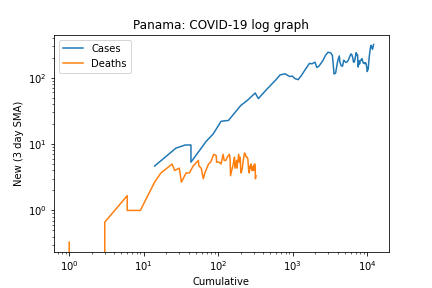 Panama: COVID-19 log graph
Cases
Deaths
New (3 day SMA)
10²
10¹
10⁰
10⁰ 10¹ 10² 10³ 10⁴
Cumulative